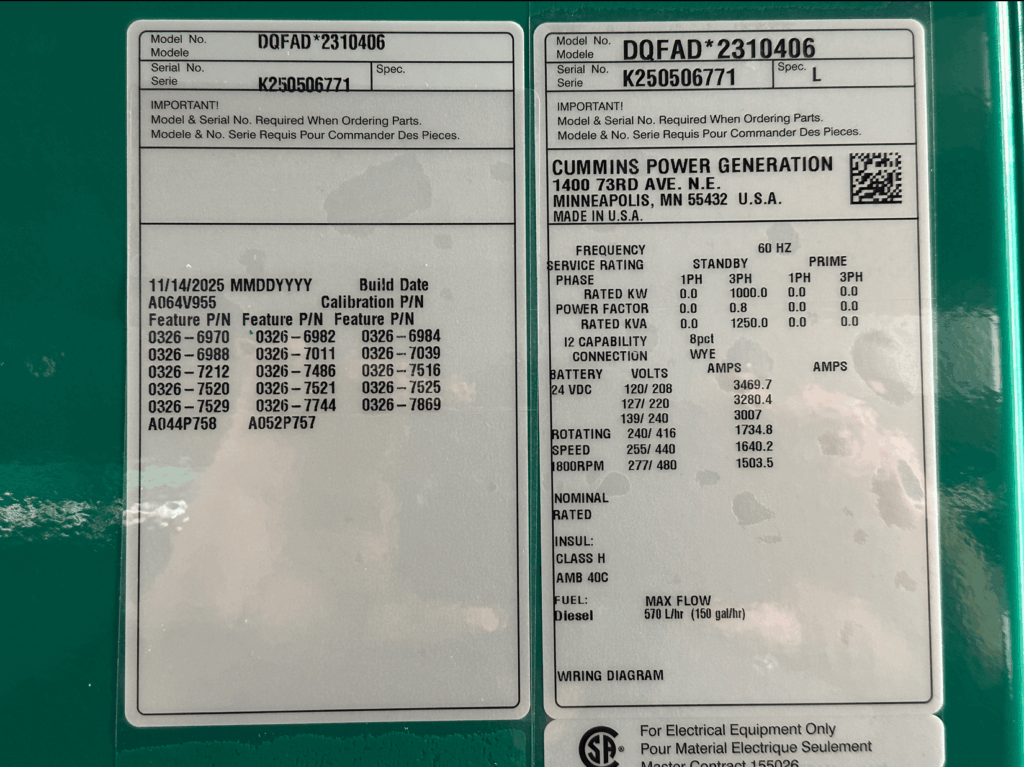 Model No.
Modele
DQFAD*2310406
Serial No.
Serie
K250506771
Spec.
IMPORTANT!
Model & Serial No. Required When Ordering Parts.
Modele & No. Serie Requis Pour Commander Des Pieces.
11/14/2025 MMDDYYYY Build Date
A064V955 Calibration P/N
Feature P/N Feature P/N Feature P/N
0326-6970 0326-6982 0326-6984
0326-6988 0326-7011 0326-7039
0326-7212 0326-7486 0326-7516
0326-7520 0326-7521 0326-7525
0326-7529 0326-7744 0326-7869
A044P758 A052P757
Model No.
Modele
DQFAD*2310406
Serial No.
Serie
K250506771
Spec.
L
IMPORTANT!
Model & Serial No. Required When Ordering Parts.
Modele & No. Serie Requis Pour Commander Des Pieces.
CUMMINS POWER GENERATION
1400 73RD AVE. N.E.
MINNEAPOLIS, MN 55432 U.S.A.
MADE IN U.S.A.
FREQUENCY 60 HZ
SERVICE RATING STANDBY PRIME
PHASE 1PH 3PH 1PH 3PH
RATED KW 0.0 1000.0 0.0 0.0
POWER FACTOR 0.0 0.8 0.0 0.0
RATED KVA 0.0 1250.0 0.0 0.0
I2 CAPABILITY 8pct
CONNECTION WYE
BATTERY VOLTS AMPS AMPS
24 VDC 120/ 208 3469.7
127/ 220 3280.4
139/ 240 3007
ROTATING 240/ 416 1734.8
SPEED 255/ 440 1640.2
1800RPM 277/ 480 1503.5
NOMINAL
RATED
INSUL:
CLASS H
AMB 40C
FUEL: MAX FLOW
Diesel 570 L/hr (150 gal/hr)
WIRING DIAGRAM
SA ®
For Electrical Equipment Only
Pour Material Electrique Seulement
Master Contract 155026